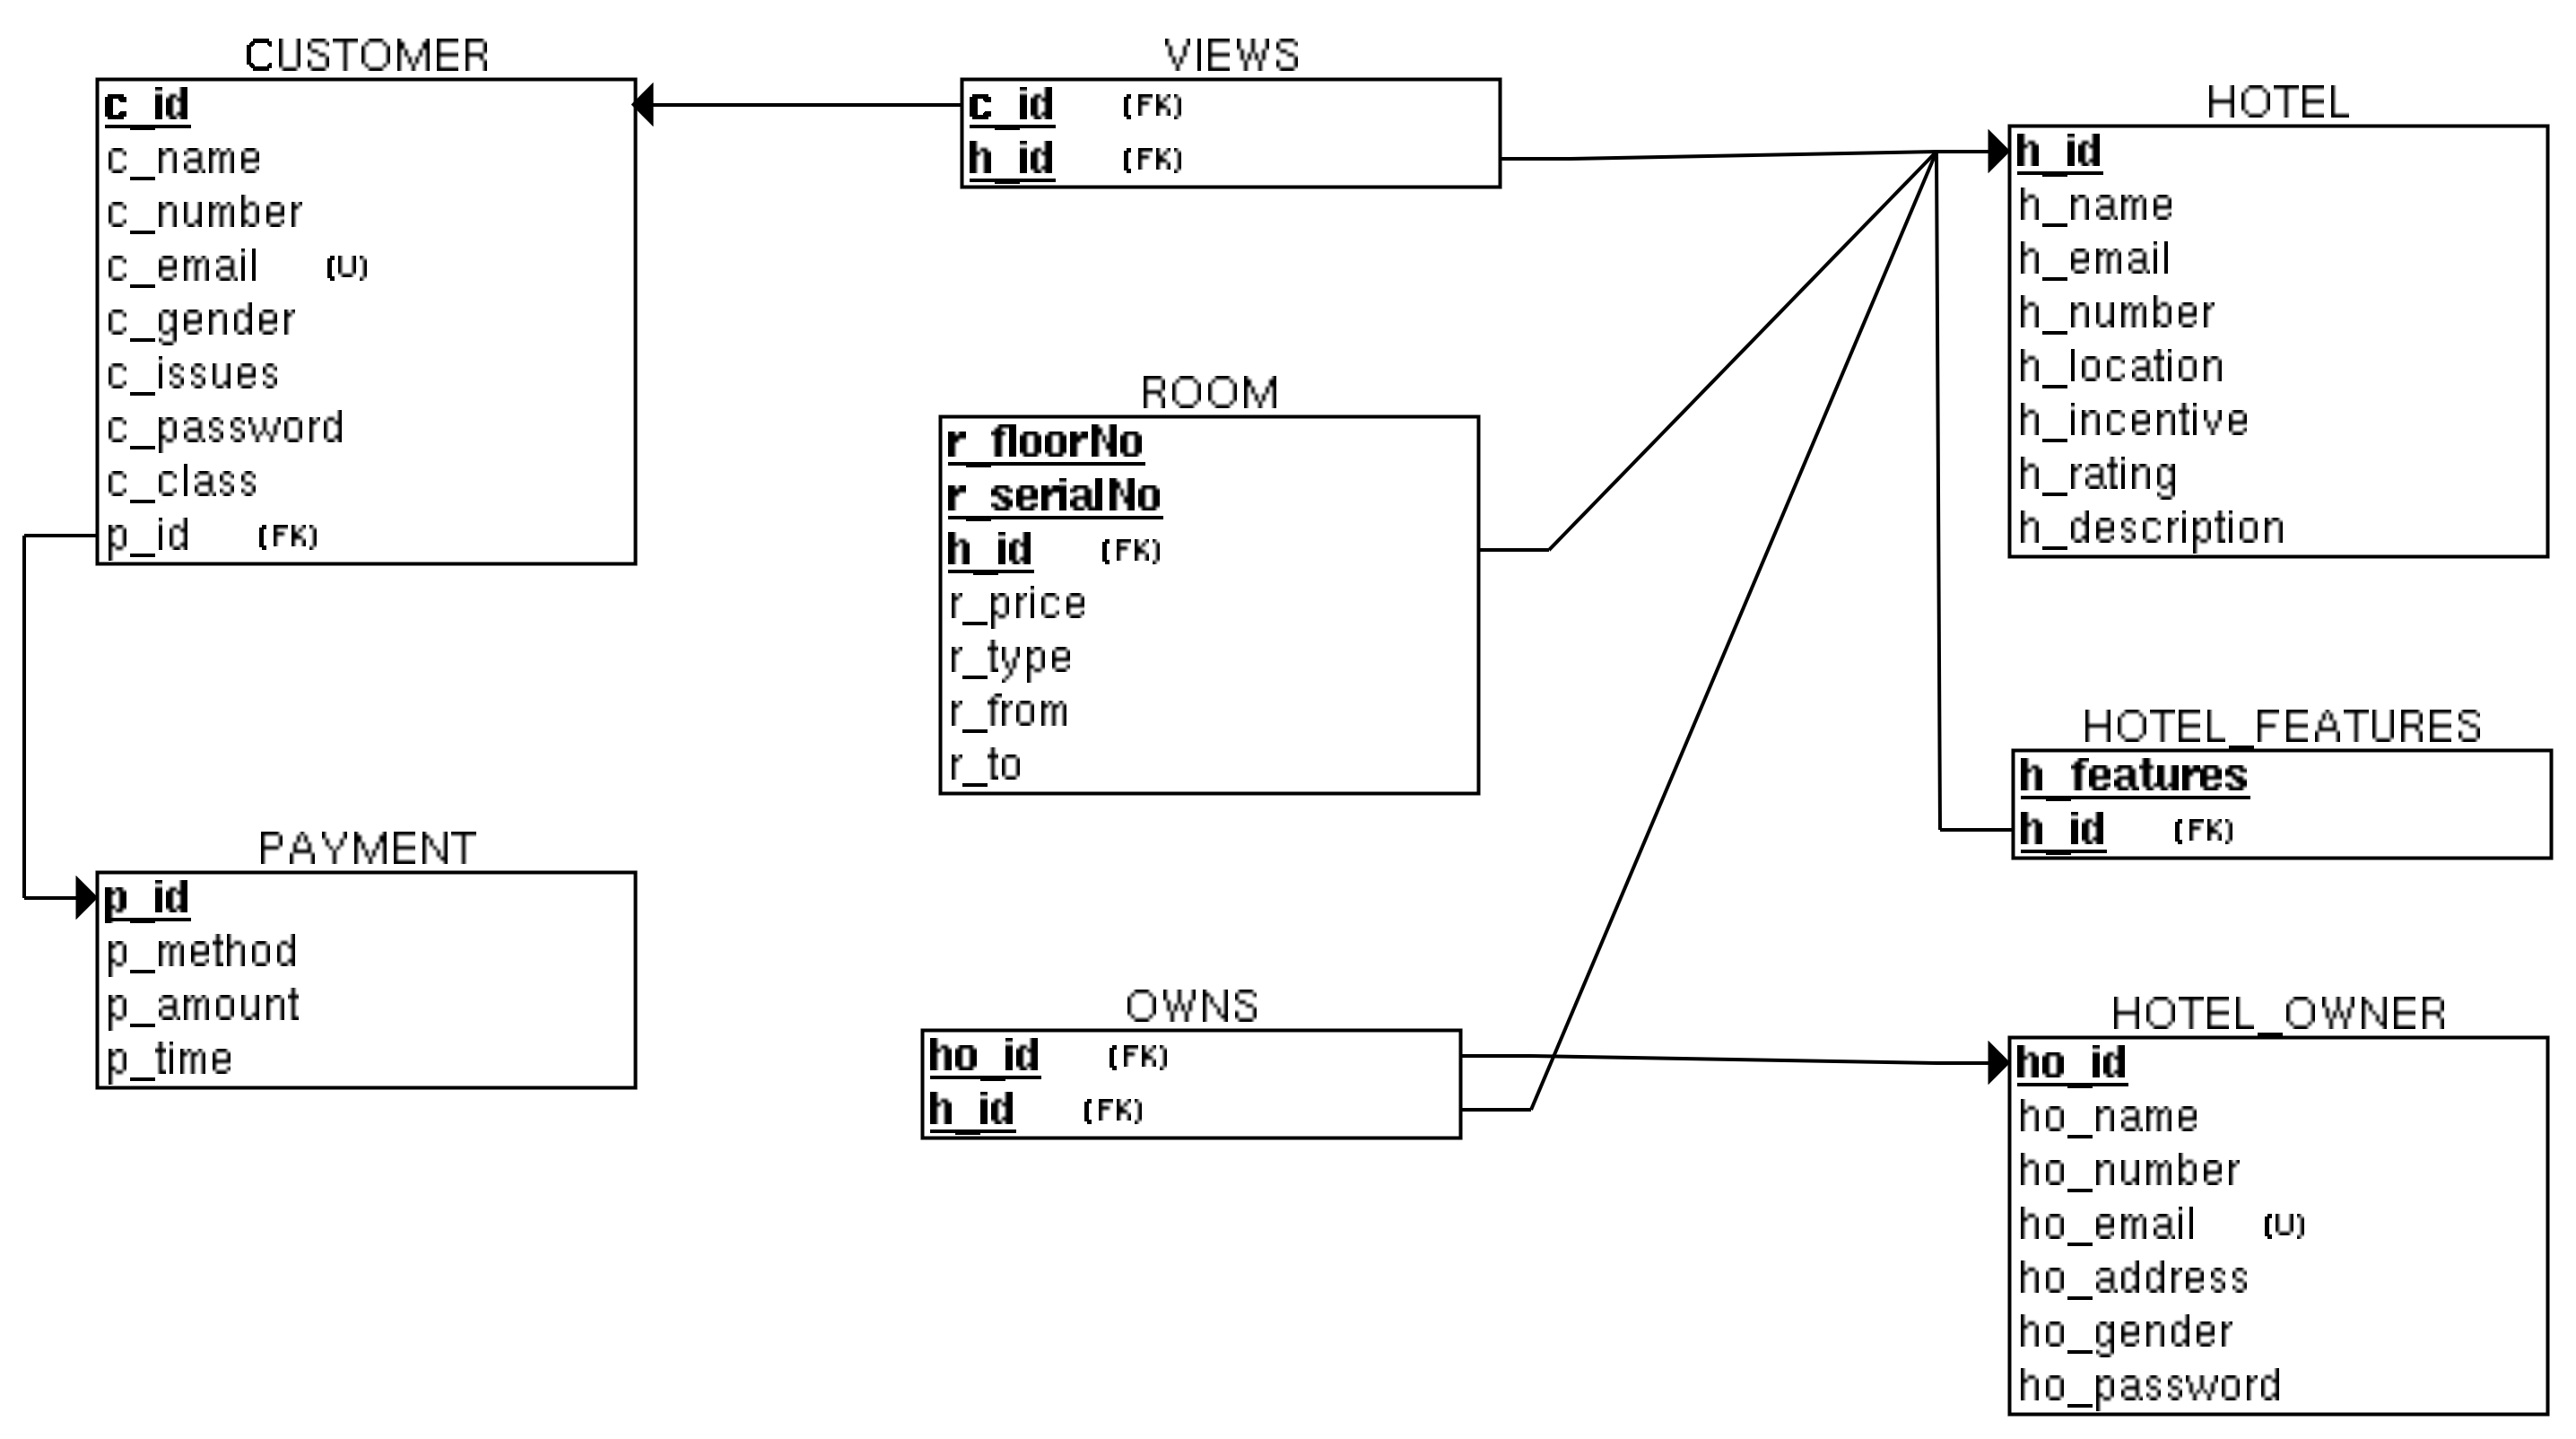 CUSTOMER
c_id
c_name
c_number
c_email (U)
c_gender
c_issues
c_password
c_class
p_id (FK)
PAYMENT
p_id
p_method
p_amount
p_time
VIEWS
c_id (FK)
h_id (FK)
ROOM
r_floorNo
r_serialNo
h_id (FK)
r_price
r_type
r_from
r_to
OWNS
ho_id (FK)
h_id (FK)
HOTEL
h_id
h_name
h_email
h_number
h_location
h_incentive
h_rating
h_description
HOTEL_FEATURES
h_features
h_id (FK)
HOTEL_OWNER
ho_id
ho_name
ho_number
ho_email (U)
ho_address
ho_gender
ho_password